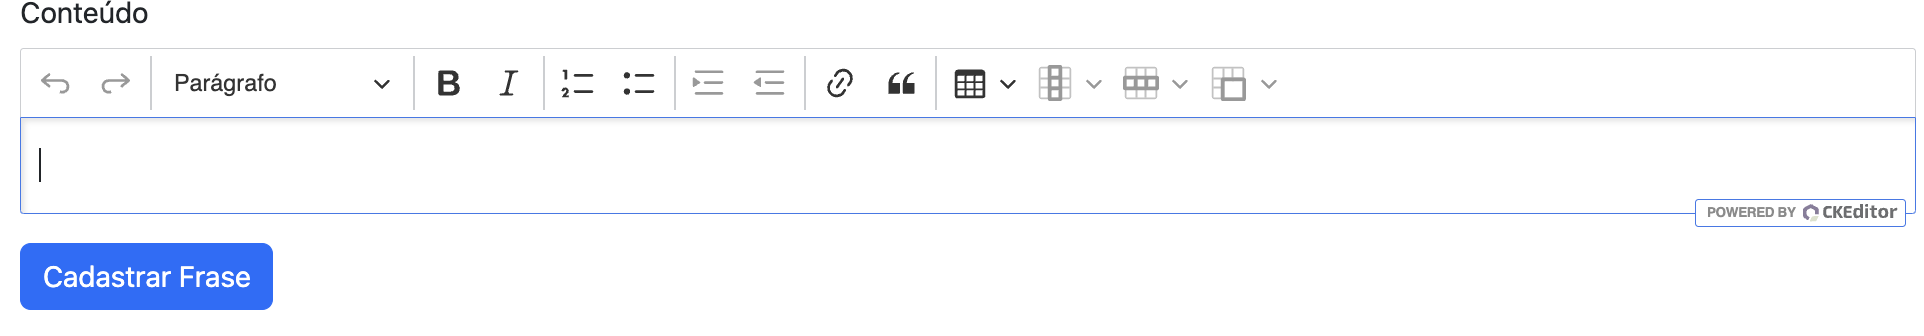 Conteúdo
Parágrafo
B I
POWERED BY CKEditor
Cadastrar Frase